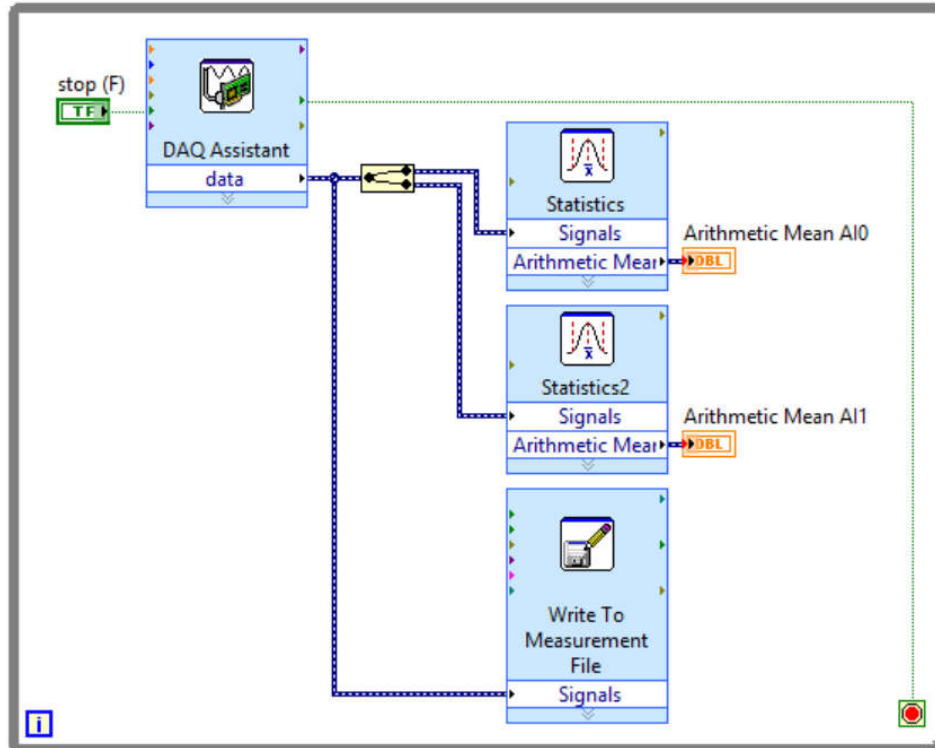 stop (F)
TF
DAQ Assistant
data
Statistics
Signals
Arithmetic Mean AI0
Arithmetic Mear
DBL
Statistics2
Signals
Arithmetic Mean AI1
Arithmetic Mear
DBL
Write To
Measurement
File
Signals
i